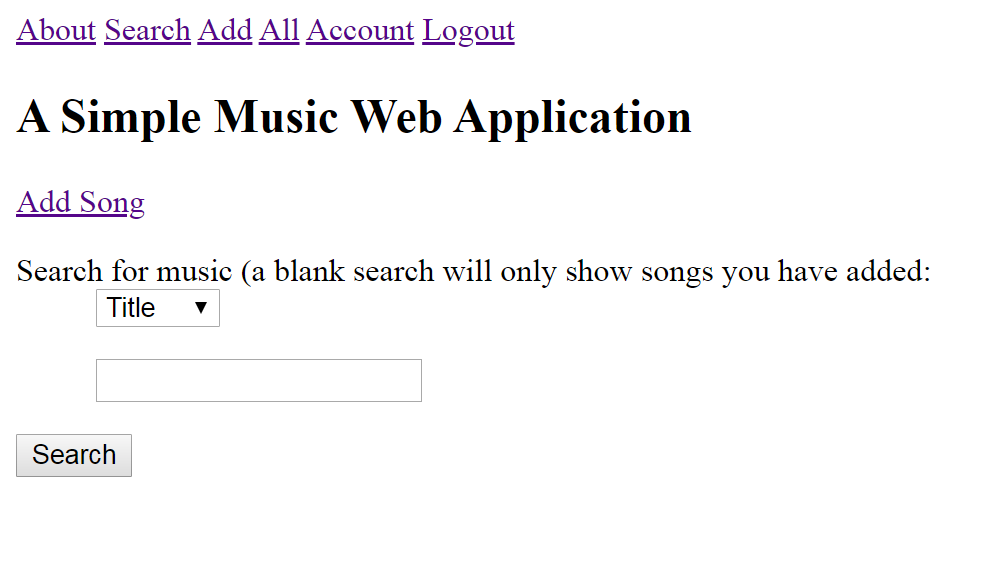 About Search Add All Account Logout
A Simple Music Web Application
Add Song
Search for music (a blank search will only show songs you have added:
Title
Search